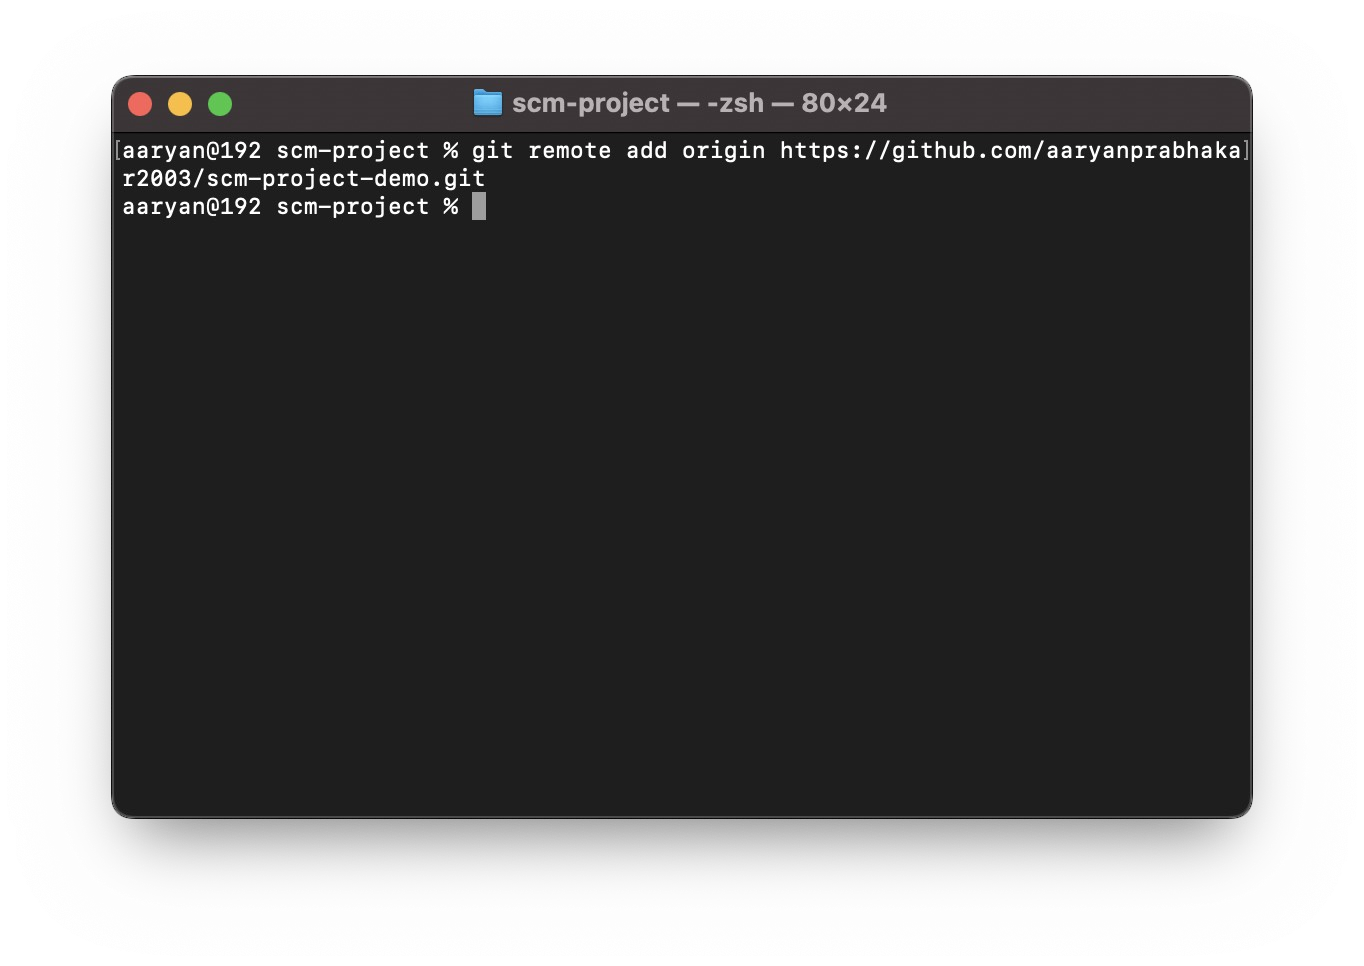 scm-project — -zsh — 80×24
[aaryan@192 scm-project % git remote add origin https://github.com/aaryanprabhaka]
r2003/scm-project-demo.git
aaryan@192 scm-project %